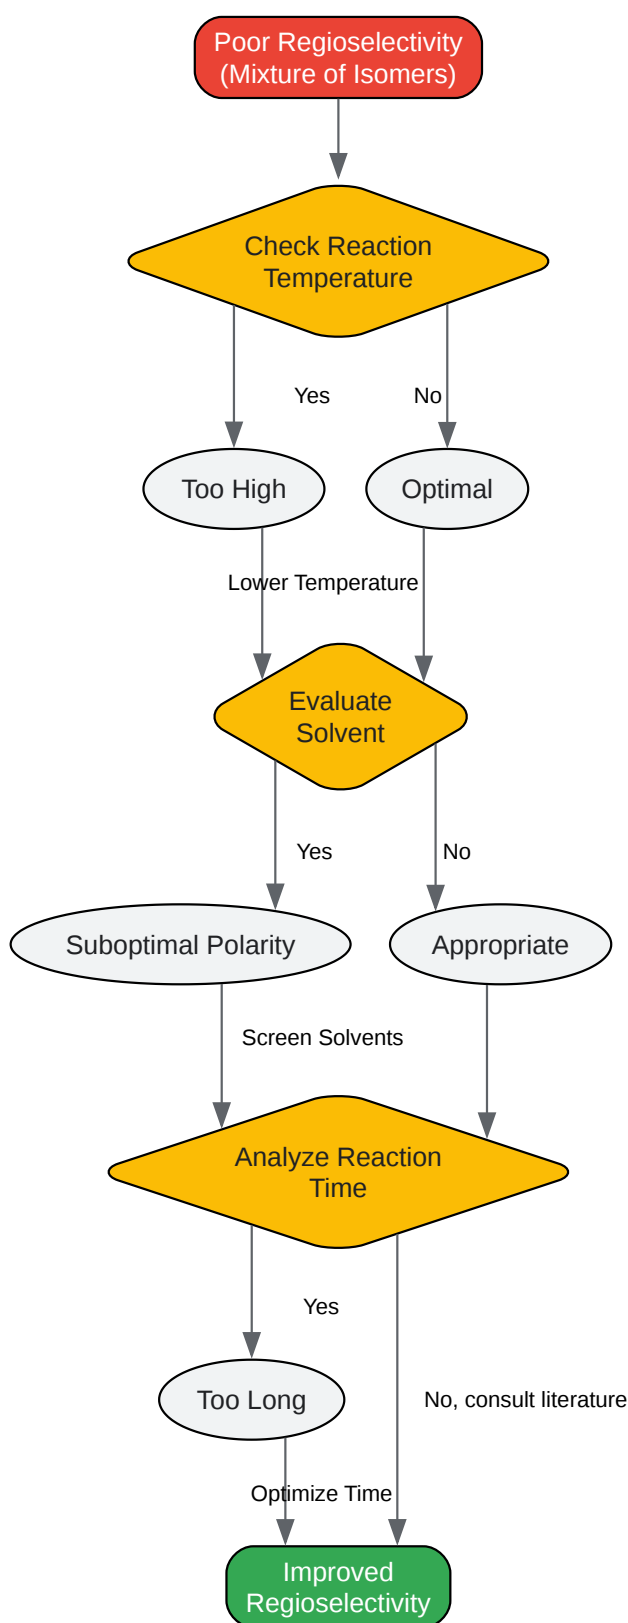 Poor Regioselectivity
(Mixture of Isomers)
Check Reaction
Temperature
Yes
No
Too High
Optimal
Lower Temperature
Evaluate
Solvent
Yes
No
Suboptimal Polarity
Appropriate
Screen Solvents
Analyze Reaction
Time
Yes
Too Long
No, consult literature
Optimize Time
Improved
Regioselectivity